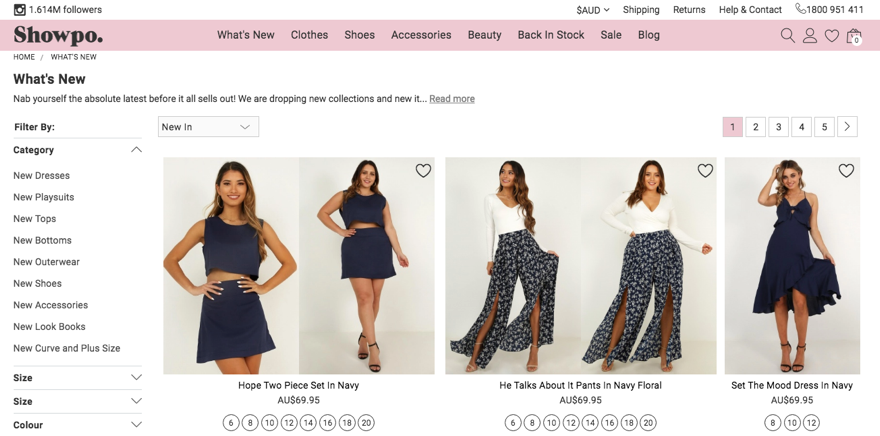 1.614M followers
$AUD Shipping Returns Help & Contact 1800 951 411
Showpo.
What's New Clothes Shoes Accessories Beauty Back In Stock Sale Blog
0
HOME / WHAT'S NEW
What's New
Nab yourself the absolute latest before it all sells out! We are dropping new collections and new it... Read more
Filter By:
New In
1 2 3 4 5
Category
New Dresses
New Playsuits
New Tops
New Bottoms
New Outerwear
New Shoes
New Accessories
New Look Books
New Curve and Plus Size
Size
Size
Colour
Hope Two Piece Set In Navy
AU$69.95
6 8 10 12 14 16 18 20
He Talks About It Pants In Navy Floral
AU$69.95
6 8 10 12 14 16 18 20
Set The Mood Dress In Navy
AU$69.95
8 10 12